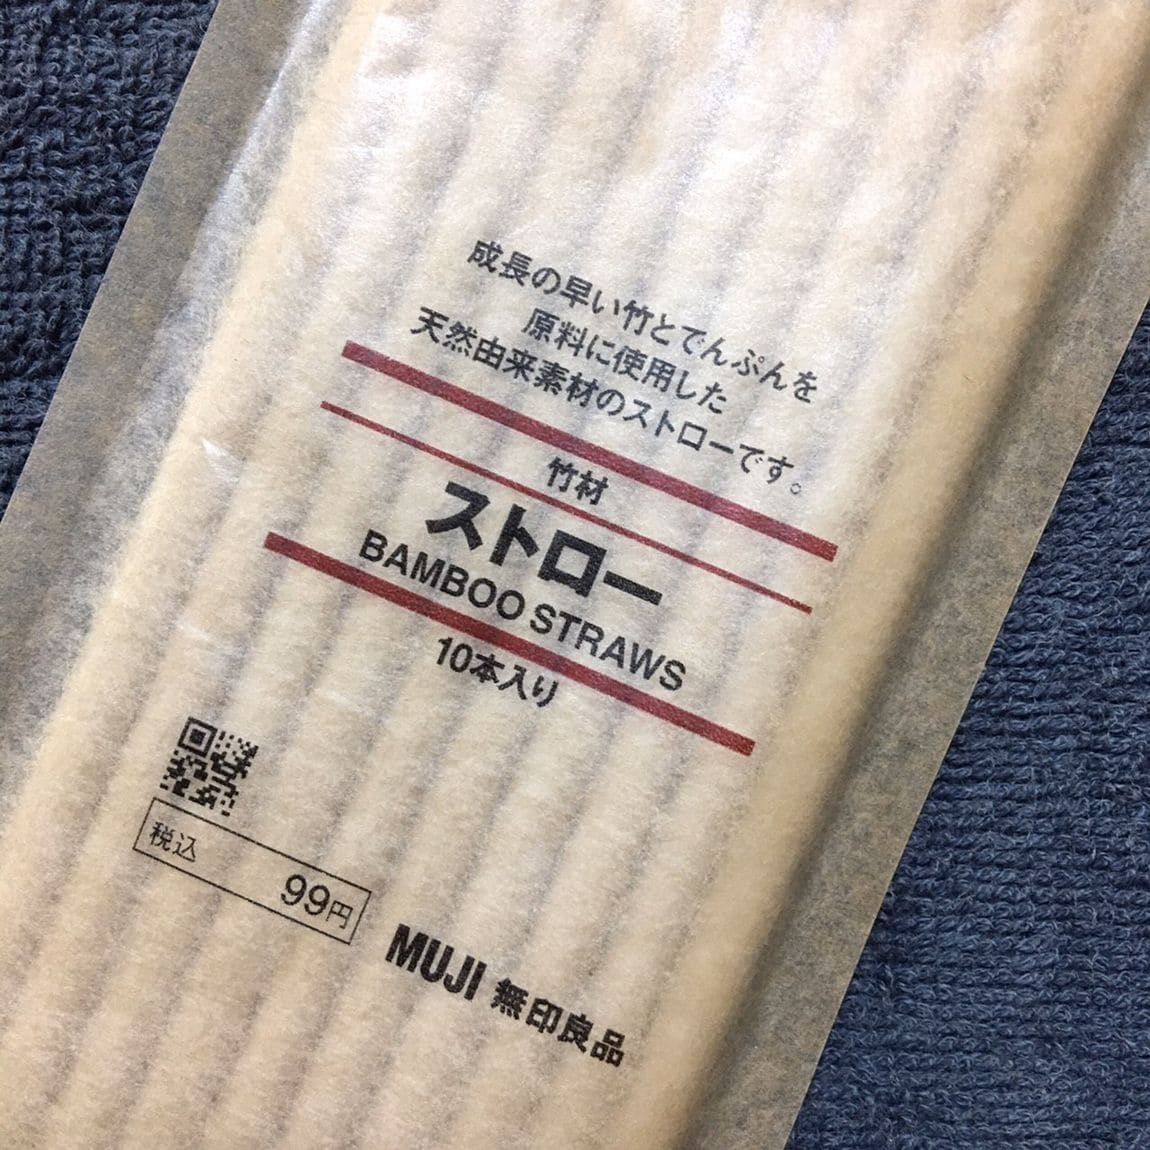 成長の早い竹とでんぷんを
原料に使用した
天然由来素材のストローです。
竹材
ストロー
BAMBOO STRAWS
10本入り
税込
99円
MUJI 無印良品